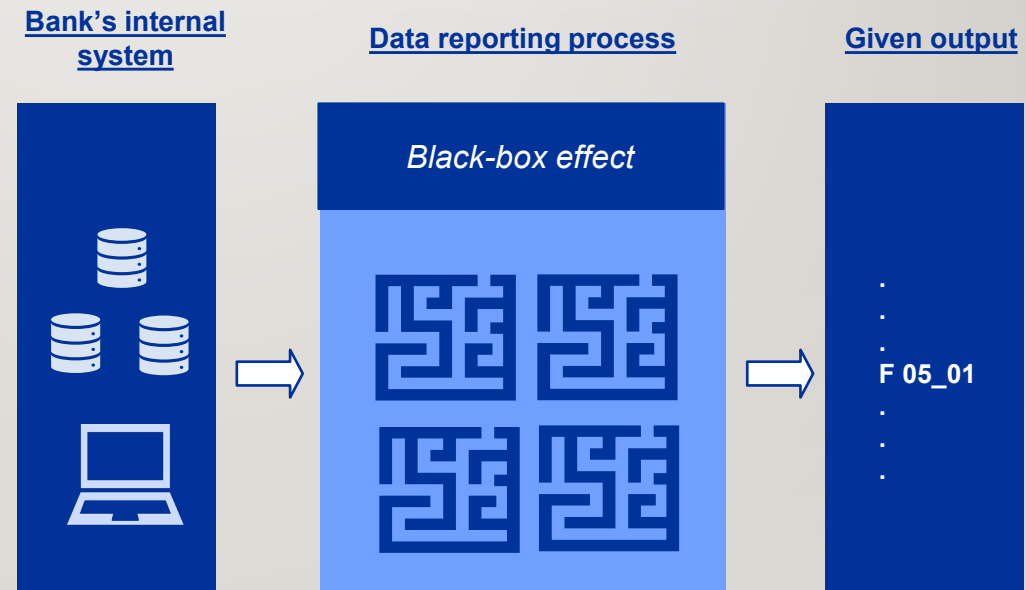 Bank’s internal
system
Data reporting process
Given output
Black-box effect
.
.
.
F 05_01
.
.
.